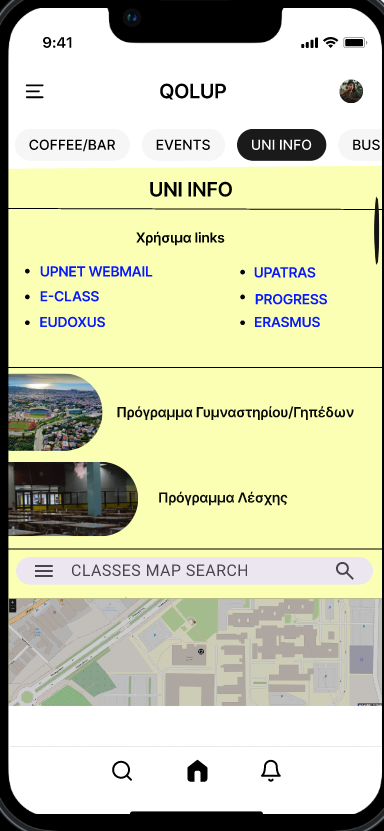 9:41
QOLUP
COFFEE/BAR EVENTS UNI INFO BUS
UNI INFO
Χρήσιμα links
• UPNET WEBMAIL • UPATRAS
• E-CLASS • PROGRESS
• EUDOXUS • ERASMUS
Πρόγραμμα Γυμναστηρίου/Γηπέδων
Πρόγραμμα Λέσχης
CLASSES MAP SEARCH